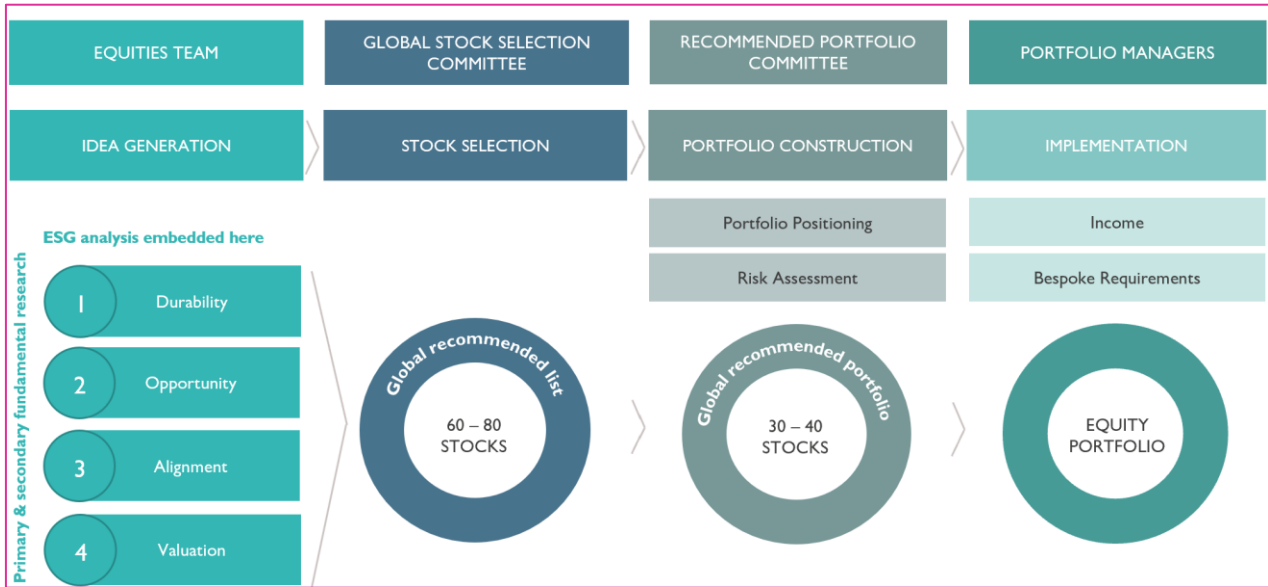 EQUITIES TEAM
GLOBAL STOCK SELECTION
COMMITTEE
RECOMMENDED PORTFOLIO
COMMITTEE
PORTFOLIO MANAGERS
IDEA GENERATION
STOCK SELECTION
PORTFOLIO CONSTRUCTION
IMPLEMENTATION
Portfolio Positioning
Income
Risk Assessment
Bespoke Requirements
Primary & secondary fundamental research
ESG analysis embedded here
1 Durability
2 Opportunity
3 Alignment
4 Valuation
Global recommended list
60 – 80
STOCKS
Global recommended portfolio
30 – 40
STOCKS
EQUITY
PORTFOLIO